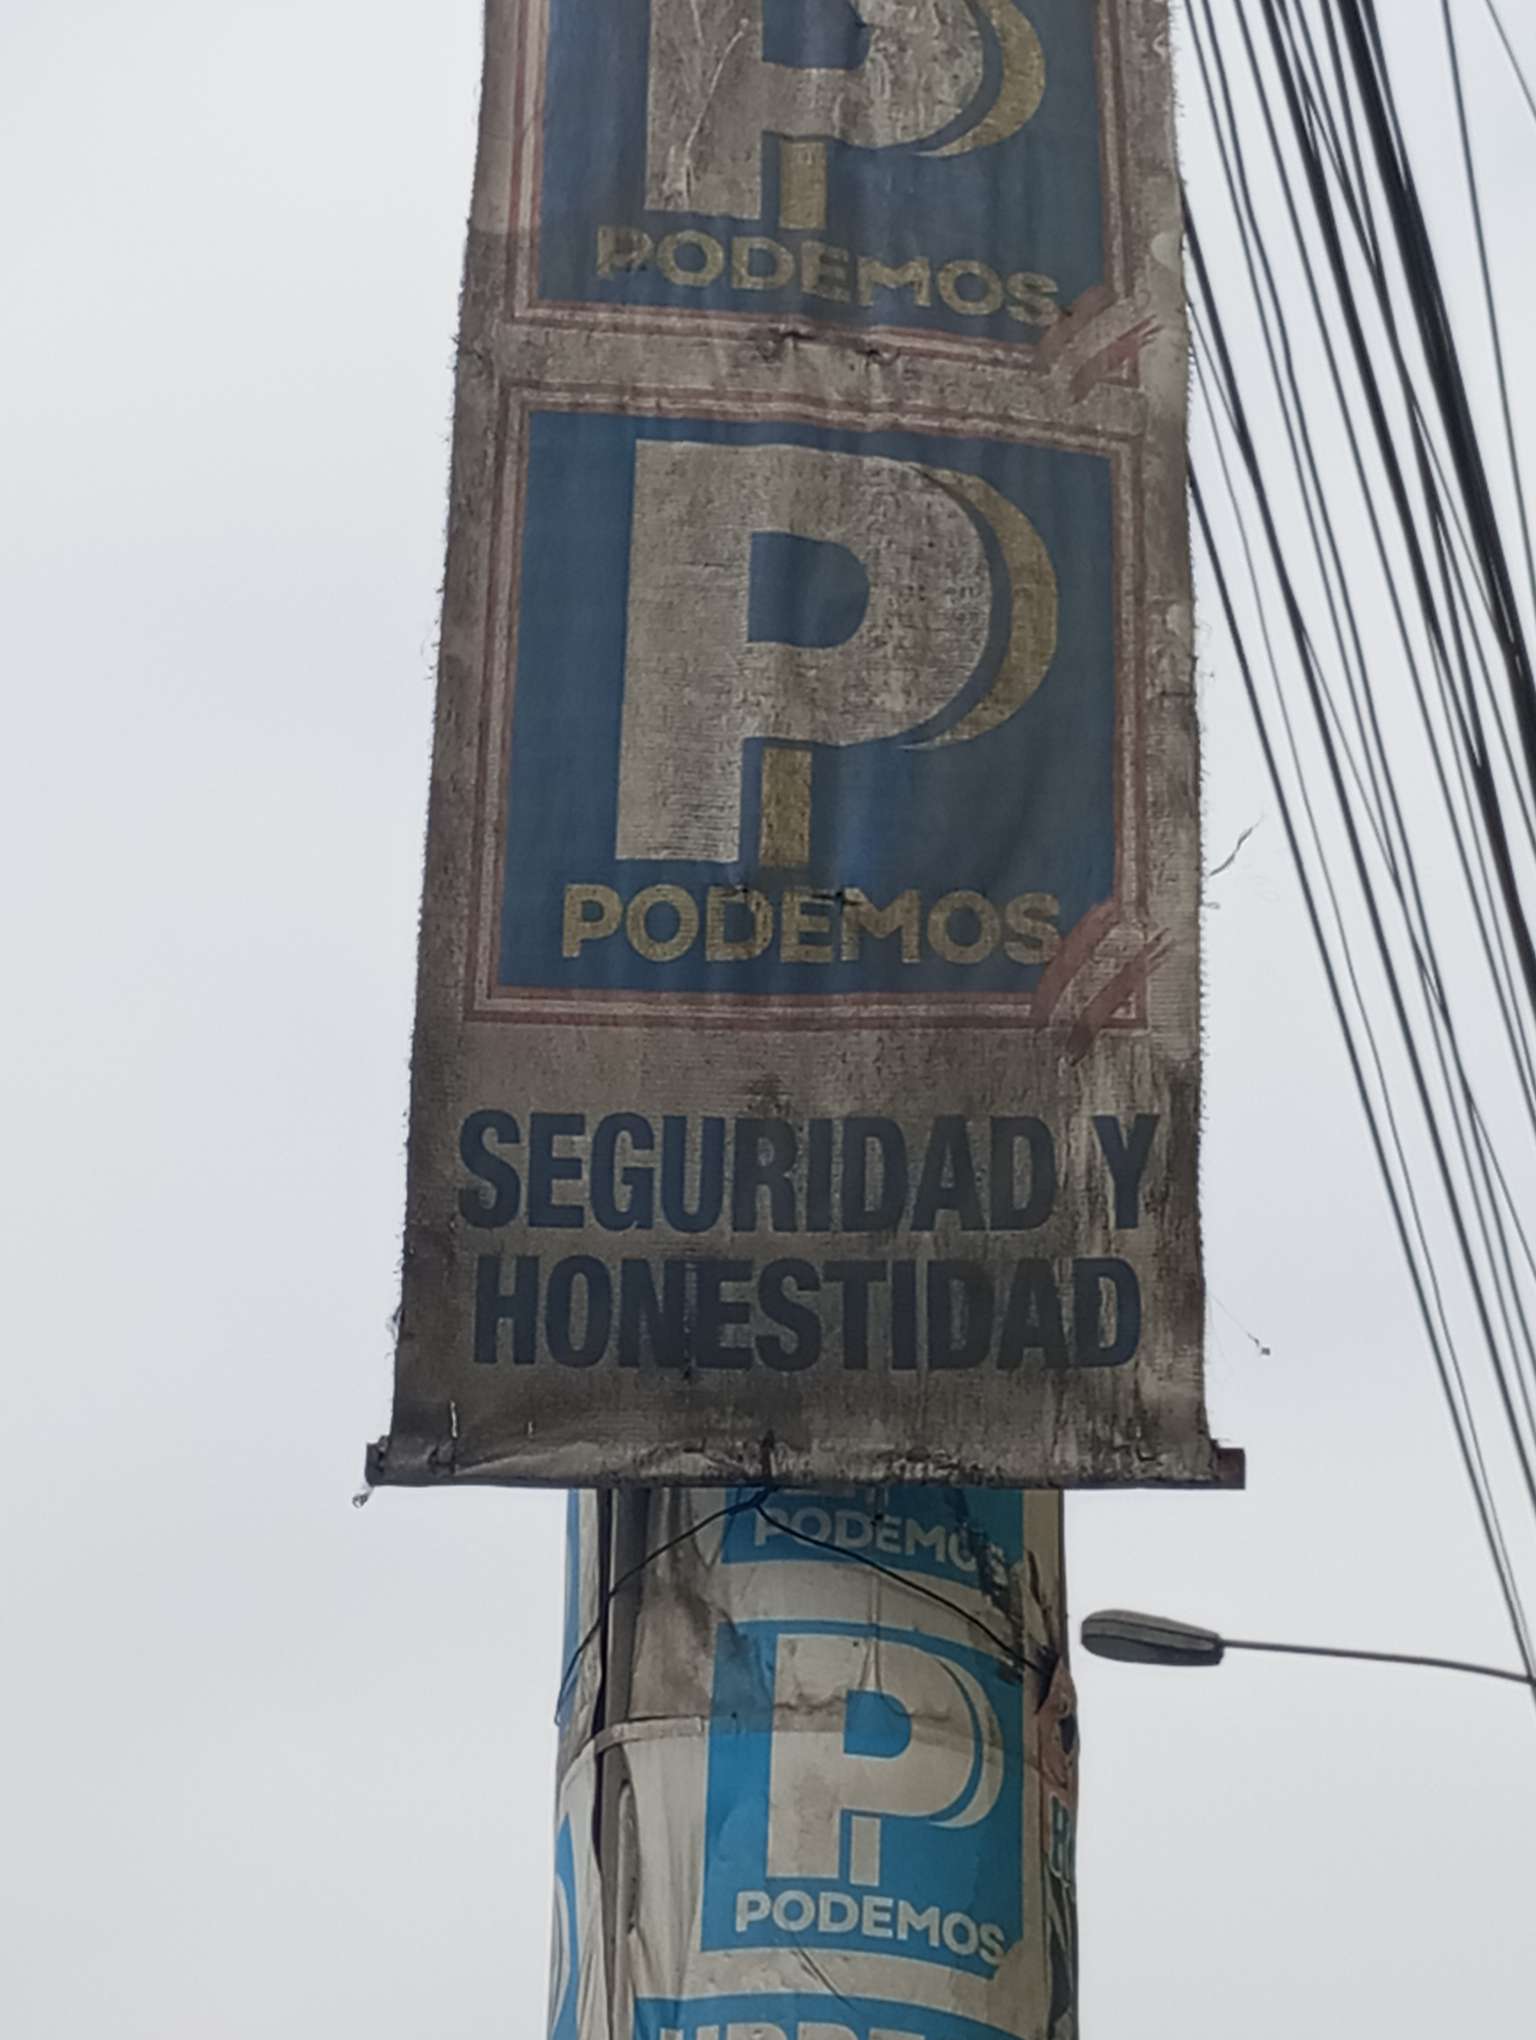 P
PODEMOS
P
PODEMOS
SEGURIDAD Y
HONESTIDAD
PODEMOS
P
PODEMOS